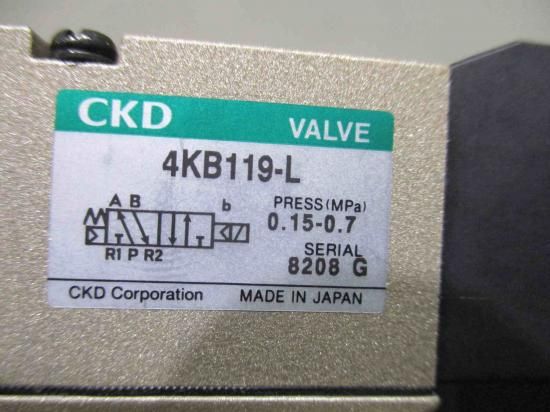 CKD VALVE
4KB119-L
A B b
PRESS(MPa)
0.15-0.7
R1 P R2
SERIAL
8208 G
CKD Corporation MADE IN JAPAN